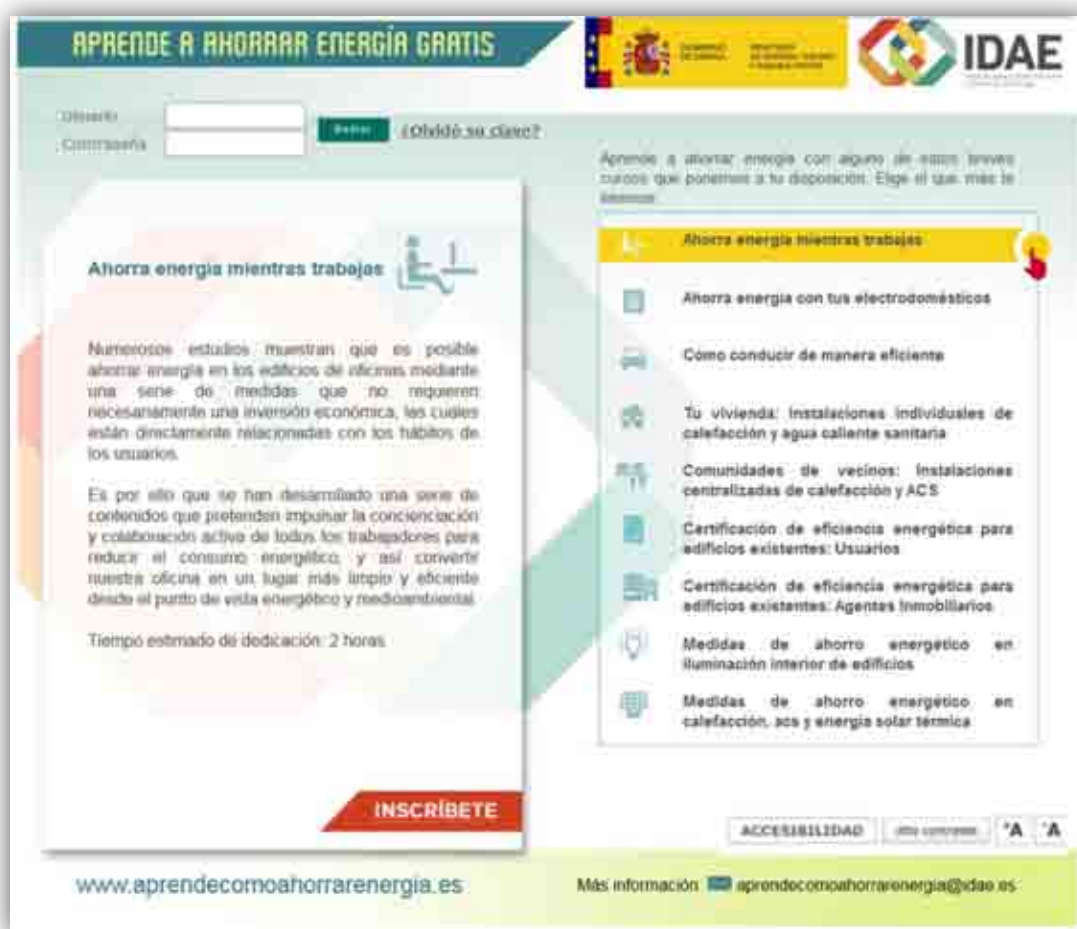 APRENDE A AHORRAR ENERGÍA GRATIS
GOBIERNO
DE ESPAÑA
MINISTERIO
IDAE
Usuario
Contraseña
Entrar
¿Olvidó su clave?
Aprende a ahorrar energía con alguno de estos breves
cursos que ponemos a tu disposición. Elige el que más te
interese
Ahorra energía mientras trabajas
Numerosos estudios muestran que es posible
ahorrar energía en los edificios de oficinas mediante
una serie de medidas que no requieren
necesariamente una inversión económica, las cuales
están directamente relacionadas con los hábitos de
los usuarios.
Es por ello que se han desarrollado una serie de
contenidos que pretenden impulsar la concienciación
y colaboración activa de todos los trabajadores para
reducir el consumo energético, y así convertir
nuestra oficina en un lugar más limpio y eficiente
desde el punto de vista energético y medioambiental.
Tiempo estimado de dedicación: 2 horas
INSCRÍBETE
Ahorra energía mientras trabajas
Ahorra energía con tus electrodomésticos
Cómo conducir de manera eficiente
Tu vivienda: Instalaciones individuales de
calefacción y agua caliente sanitaria
Comunidades de vecinos: Instalaciones
centralizadas de calefacción y ACS
Certificación de eficiencia energética para
edificios existentes: Usuarios
Certificación de eficiencia energética para
edificios existentes: Agentes Inmobiliarios
Medidas de ahorro energético en
iluminación interior de edificios
Medidas de ahorro energético en
calefacción, acs y energía solar térmica
ACCESIBILIDAD
alto contraste
A A
www.aprendecomoahorrarenergia.es
Más información aprendecomoahorrarenergia@idae.es